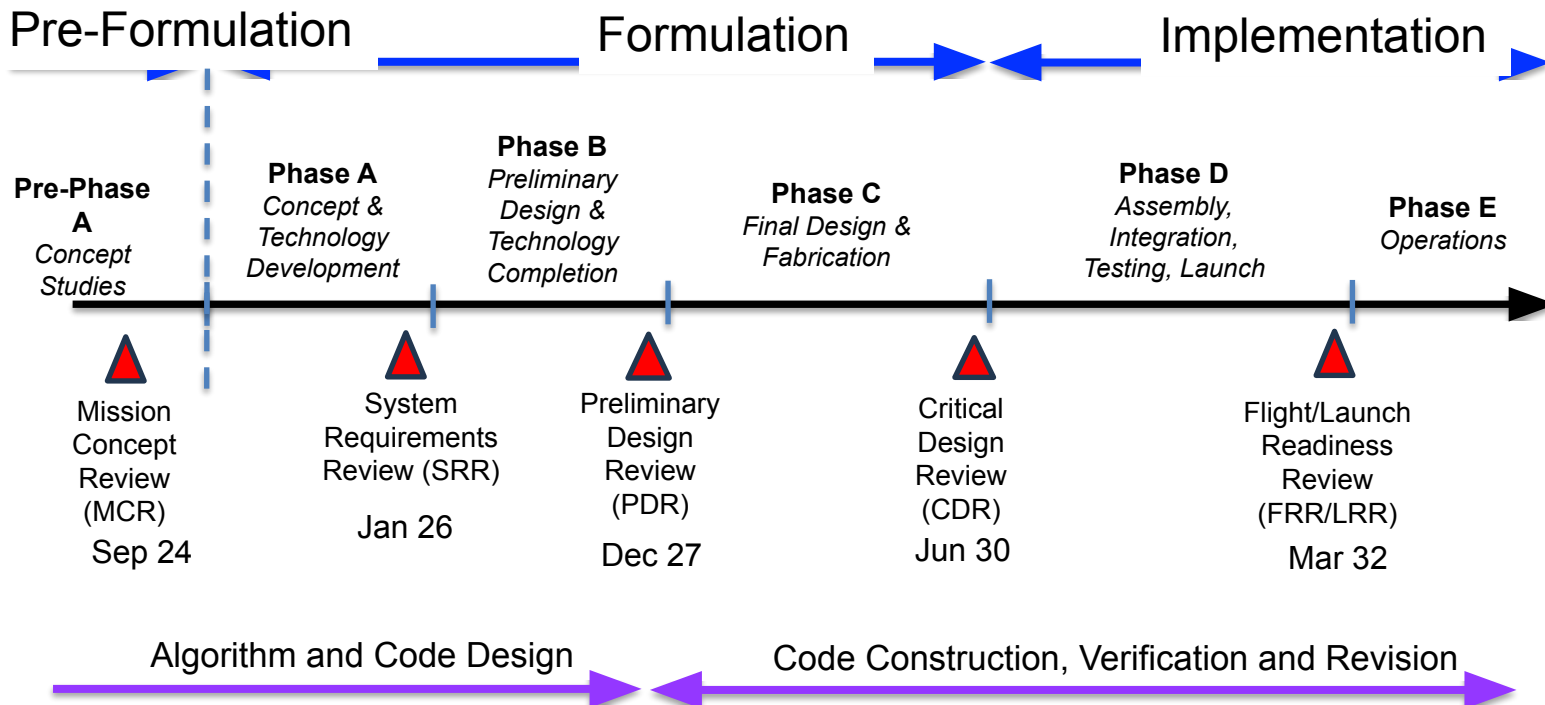 Pre-Formulation
Formulation
Implementation
Pre-Phase
A
Concept
Studies
Phase A
Concept &
Technology
Development
Phase B
Preliminary
Design &
Technology
Completion
Phase C
Final Design &
Fabrication
Phase D
Assembly,
Integration,
Testing, Launch
Phase E
Operations
Mission
Concept
Review
(MCR)
Sep 24
System
Requirements
Review (SRR)
Jan 26
Preliminary
Design
Review
(PDR)
Dec 27
Critical
Design
Review
(CDR)
Jun 30
Flight/Launch
Readiness
Review
(FRR/LRR)
Mar 32
Algorithm and Code Design
Code Construction, Verification and Revision